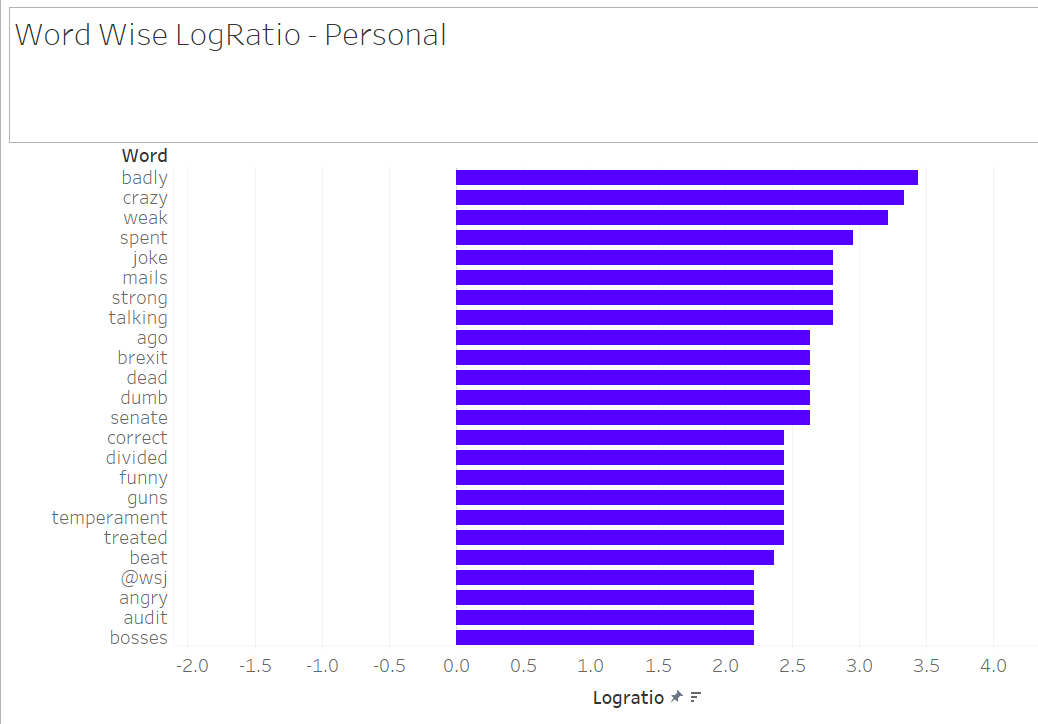 Word Wise LogRatio - Personal
Word
badly
crazy
weak
spent
joke
mails
strong
talking
ago
brexit
dead
dumb
senate
correct
divided
funny
guns
temperament
treated
beat
@wsj
angry
audit
bosses
-2.0 -1.5 -1.0 -0.5 0.0 0.5 1.0 1.5 2.0 2.5 3.0 3.5 4.0
Logratio